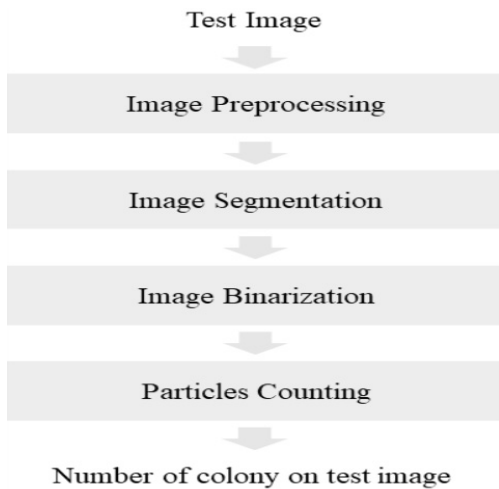 Test Image
Image Preprocessing
Image Segmentation
Image Binarization
Particles Counting
Number of colony on test image